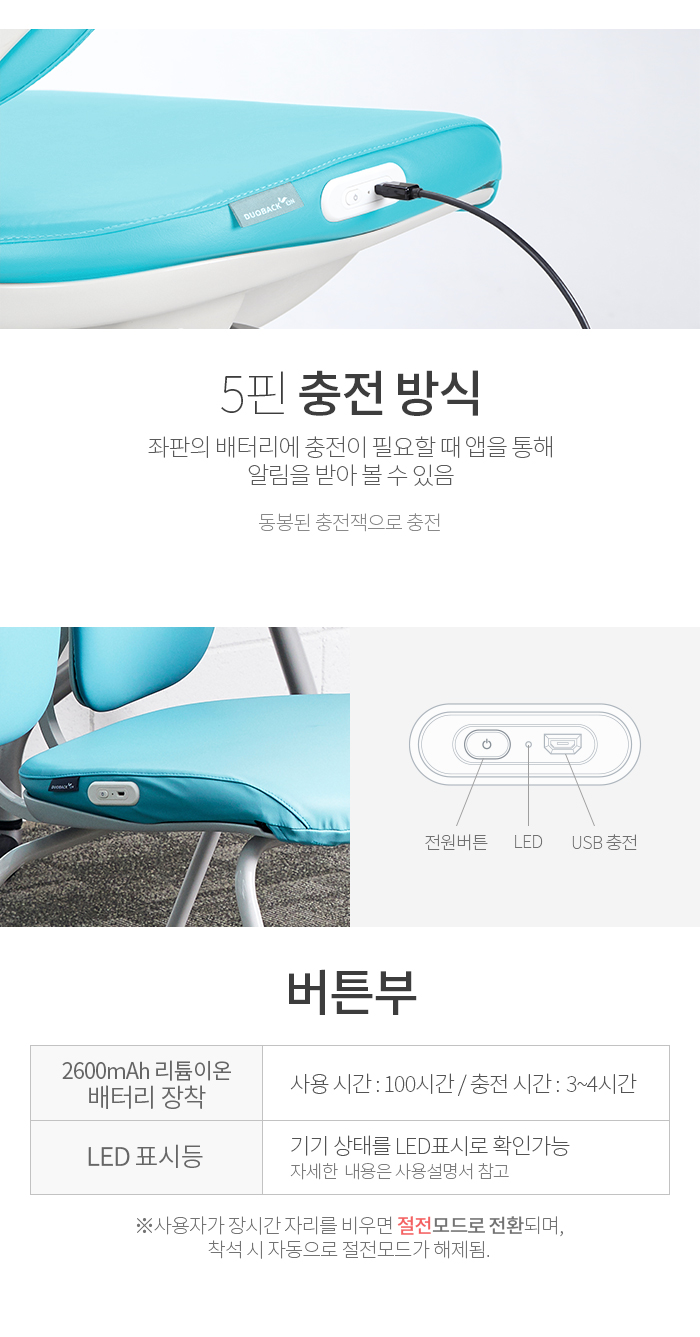 DUOBACK ON
5핀 충전 방식
좌판의 배터리에 충전이 필요할 때 앱을 통해
알림을 받아 볼 수 있음
동봉된 충전잭으로 충전
DUOBACK ON
전원버튼 LED USB 충전
버튼부
2600mAh 리튬이온
배터리 장착
사용 시간 : 100시간 / 충전 시간 : 3~4시간
LED 표시등
기기 상태를 LED표시로 확인가능
자세한 내용은 사용설명서 참고
※사용자가 장시간 자리를 비우면 절전모드로 전환되며,
착석 시 자동으로 절전모드가 해제됨.